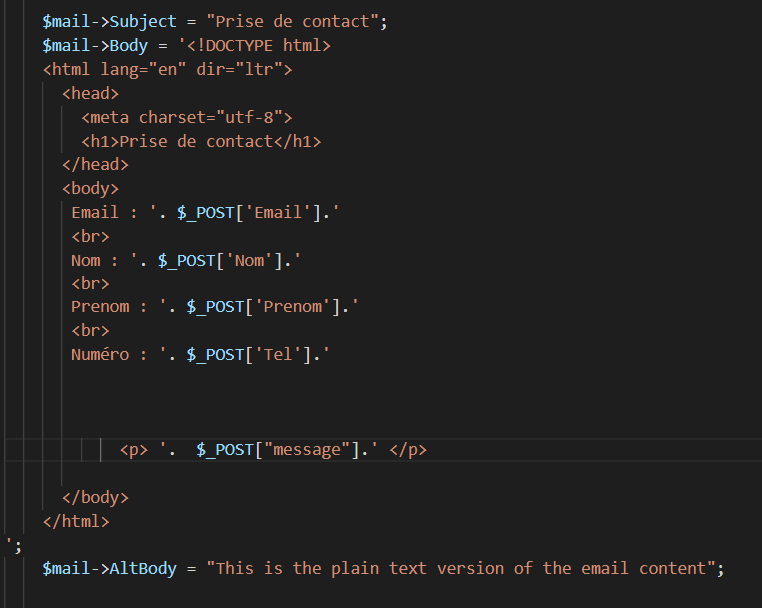 $mail->Subject = "Prise de contact";
$mail->Body = '<!DOCTYPE html>
<html lang="en" dir="ltr">
<head>
<meta charset="utf-8">
<h1>Prise de contact</h1>
</head>
<body>
Email : '. $_POST['Email'].'
<br>
Nom : '. $_POST['Nom'].'
<br>
Prenom : '. $_POST['Prenom'].'
<br>
Numéro : '. $_POST['Tel'].'
<p> '.  $_POST["message"].' </p>
</body>
</html>
';
$mail->AltBody = "This is the plain text version of the email content";